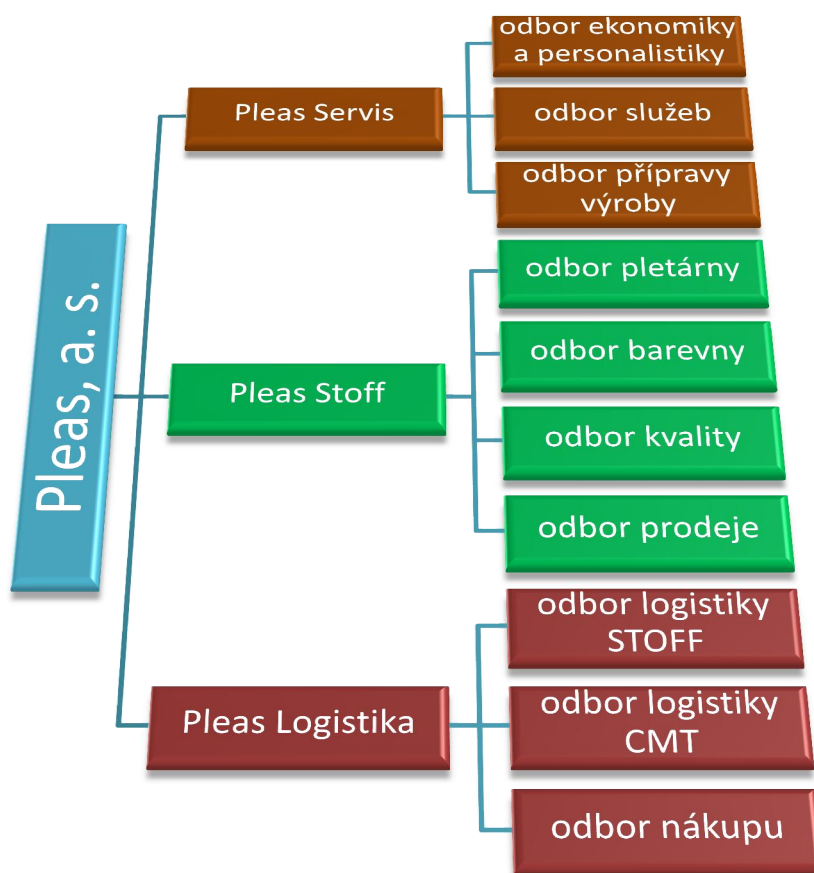 Pleas, a. s.
Pleas Servis
odbor ekonomiky
a personalistiky
odbor služeb
odbor přípravy
výroby
Pleas Stoff
odbor pletárny
odbor barevny
odbor kvality
odbor prodeje
Pleas Logistika
odbor logistiky
STOFF
odbor logistiky
CMT
odbor nákupu